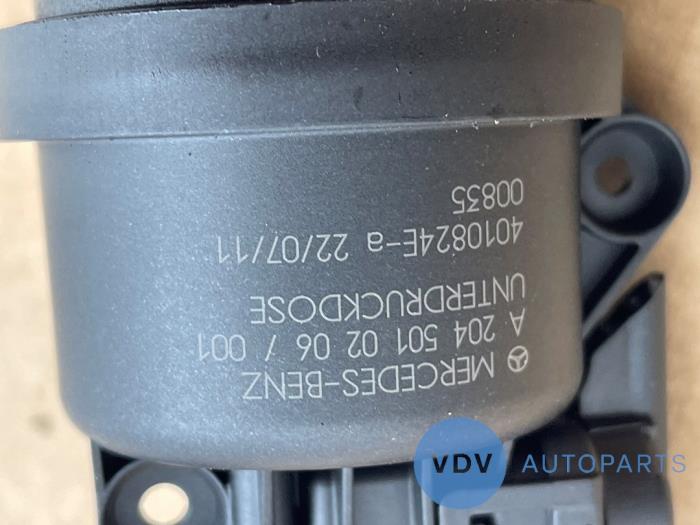 MERCEDES-BENZ
A 204 501 02 06 / 001
UNTERDRUCKDOSE
4010824E-a 22/07/11
00835
VDV AUTOPARTS